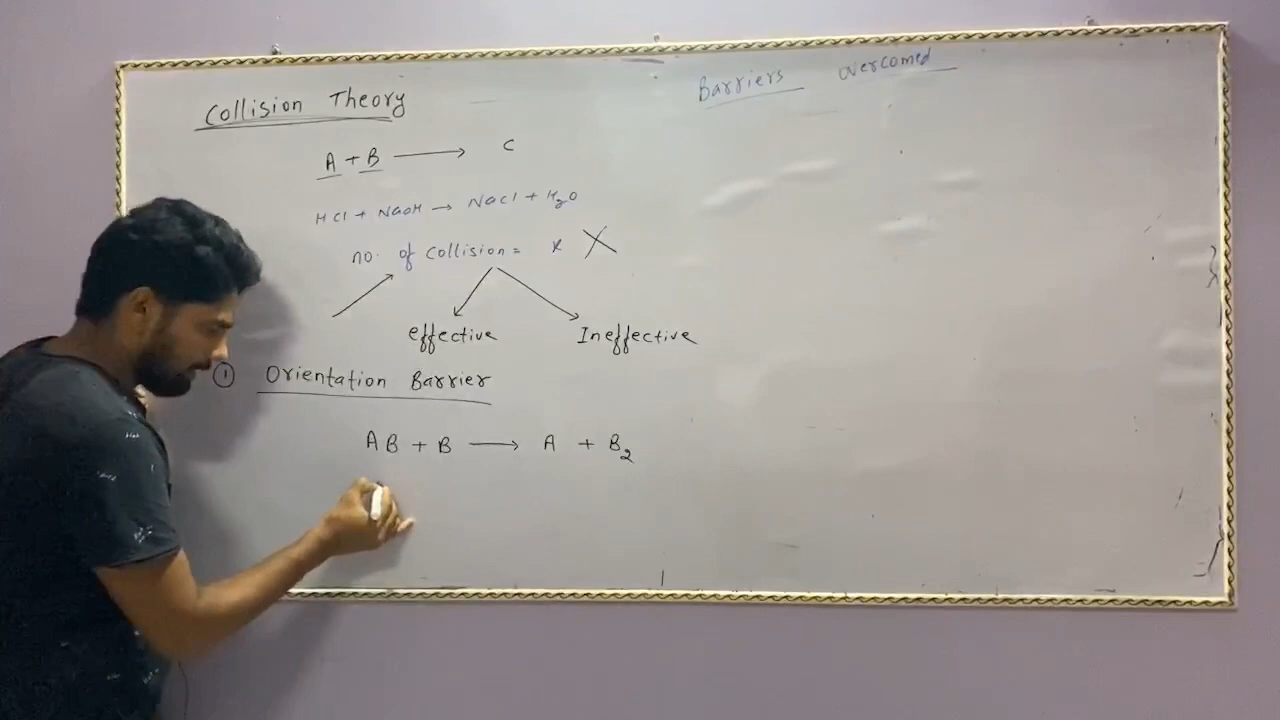 Collision Theory
A + B ⟶ C
HCl + NaOH → NaCl + H₂O
no. of collision = x
effective Ineffective
① Orientation Barrier
AB + B ⟶ A + B₂
Barriers overcomed